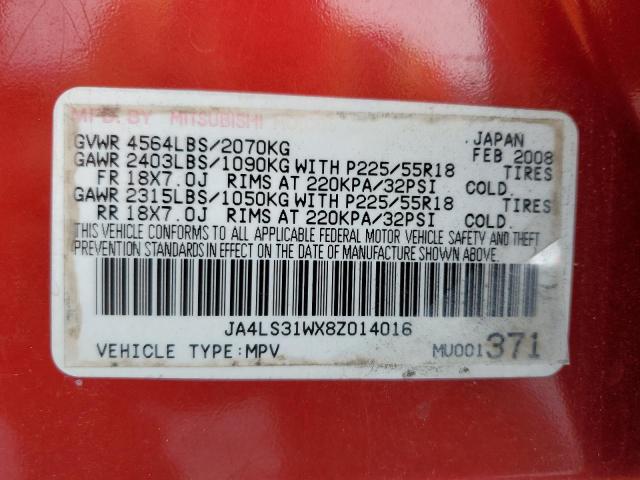 MFD. BY MITSUBISHI JAPAN
GVWR 4564LBS/2070KG FEB 2008
GAWR 2403LBS/1090KG WITH P225/55R18 TIRES
FR 18X7.0J RIMS AT 220KPA/32PSI COLD.
GAWR 2315LBS/1050KG WITH P225/55R18 TIRES
RR 18X7.0J RIMS AT 220KPA/32PSI COLD.
THIS VEHICLE CONFORMS TO ALL APPLICABLE FEDERAL MOTOR VEHICLE SAFETY AND THEFT
PREVENTION STANDARDS IN EFFECT ON THE DATE OF MANUFACTURE SHOWN ABOVE.
JA4LS31WX8Z014016
VEHICLE TYPE:MPV MU001371